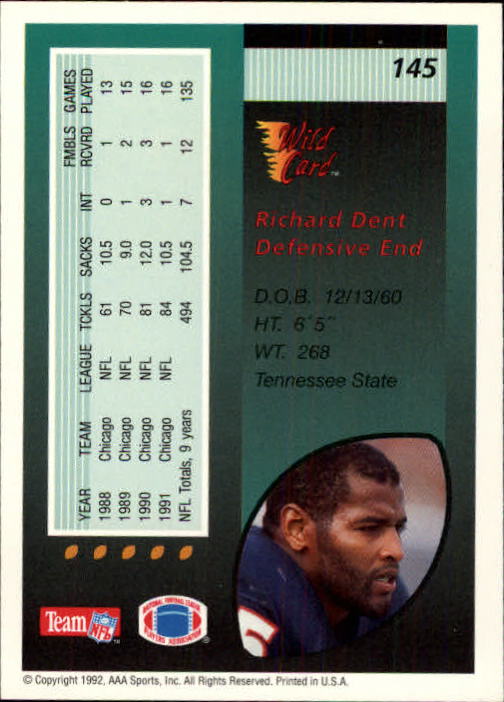 145
Wild
Card™
Richard Dent
Defensive End
D.O.B. 12/13/60
HT. 6'5"
WT. 268
Tennessee State
YEAR TEAM LEAGUE TCKLS SACKS INT FMBLS RCVRD GAMES PLAYED
1988 Chicago NFL 61 10.5 0 1 13
1989 Chicago NFL 70 9.0 1 2 15
1990 Chicago NFL 81 12.0 3 3 16
1991 Chicago NFL 84 10.5 1 1 16
NFL Totals, 9 years 494 104.5 7 12 135
Team NFL™
NATIONAL FOOTBALL LEAGUE
PLAYERS ASSOCIATION ®
5
© Copyright 1992, AAA Sports, Inc. All Rights Reserved. Printed in U.S.A.